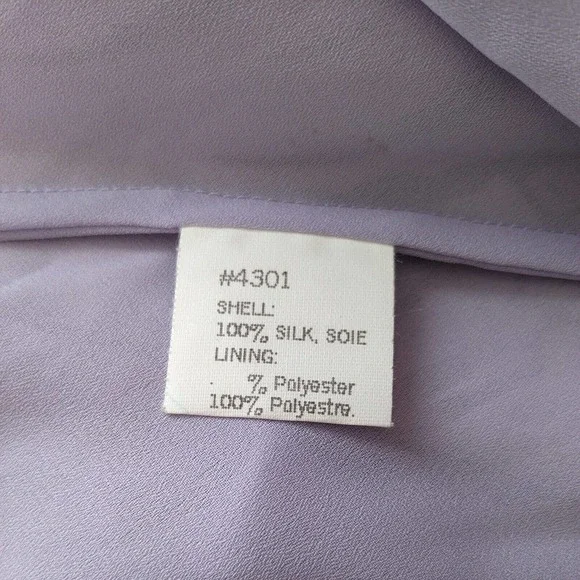 #4301
SHELL:
100% SILK, SOIE
LINING:
% Polyester
100% Polyestre.